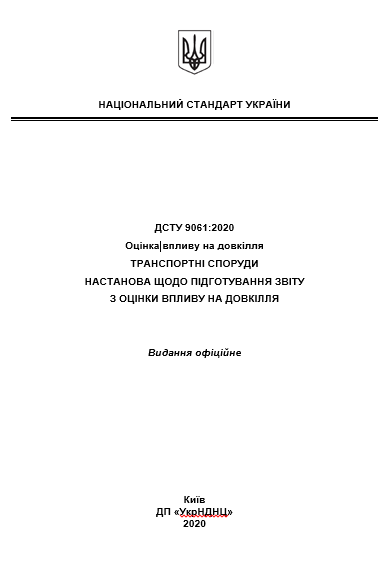 НАЦІОНАЛЬНИЙ СТАНДАРТ УКРАЇНИ
ДСТУ 9061:2020
Оцінка впливу на довкілля
ТРАНСПОРТНІ СПОРУДИ
НАСТАНОВА ЩОДО ПІДГОТУВАННЯ ЗВІТУ
З ОЦІНКИ ВПЛИВУ НА ДОВКІЛЛЯ
Видання офіційне
Київ
ДП «УкрНДНЦ»
2020